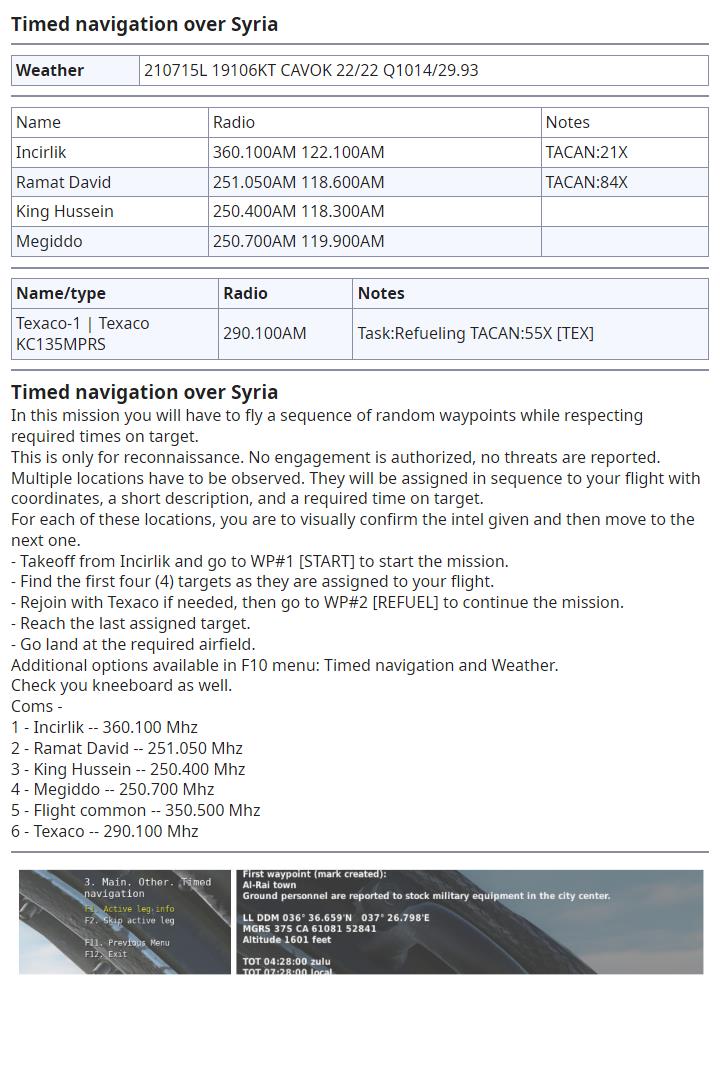 Timed navigation over Syria
Weather 210715L 19106KT CAVOK 22/22 Q1014/29.93
Name Radio Notes
Incirlik 360.100AM 122.100AM TACAN:21X
Ramat David 251.050AM 118.600AM TACAN:84X
King Hussein 250.400AM 118.300AM
Megiddo 250.700AM 119.900AM
Name/type Radio Notes
Texaco-1 | Texaco
KC135MPRS 290.100AM Task:Refueling TACAN:55X [TEX]
Timed navigation over Syria
In this mission you will have to fly a sequence of random waypoints while respecting
required times on target.
This is only for reconnaissance. No engagement is authorized, no threats are reported.
Multiple locations have to be observed. They will be assigned in sequence to your flight with
coordinates, a short description, and a required time on target.
For each of these locations, you are to visually confirm the intel given and then move to the
next one.
- Takeoff from Incirlik and go to WP#1 [START] to start the mission.
- Find the first four (4) targets as they are assigned to your flight.
- Rejoin with Texaco if needed, then go to WP#2 [REFUEL] to continue the mission.
- Reach the last assigned target.
- Go land at the required airfield.
Additional options available in F10 menu: Timed navigation and Weather.
Check you kneeboard as well.
Coms -
1 - Incirlik -- 360.100 Mhz
2 - Ramat David -- 251.050 Mhz
3 - King Hussein -- 250.400 Mhz
4 - Megiddo -- 250.700 Mhz
5 - Flight common -- 350.500 Mhz
6 - Texaco -- 290.100 Mhz
3. Main. Other. Timed
navigation
F1. Active leg info
F2. Skip active leg
F11. Previous Menu
F12. Exit
First waypoint (mark created):
Al-Rai town
Ground personnel are reported to stock military equipment in the city center.
LL DDM 036° 36.659'N 037° 26.798'E
MGRS 37S CA 61081 52841
Altitude 1601 feet
TOT 04:28:00 zulu
TOT 07:28:00 local